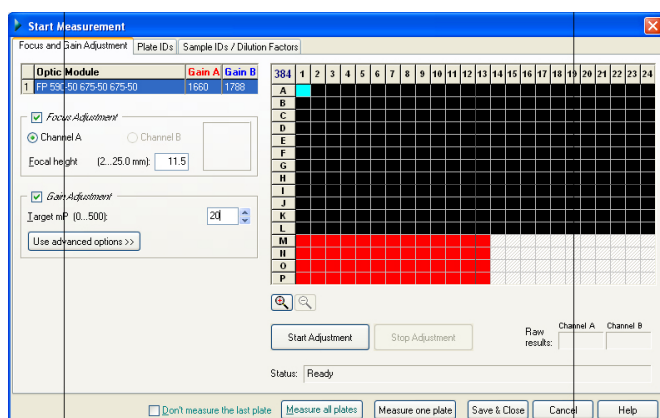 Start Measurement
Focus and Gain Adjustment Plate IDs Sample IDs / Dilution Factors
Optic Module Gain A Gain B
1 FP 590-50 675-50 675-50 1660 1788
Focus Adjustment
Channel A Channel B
Focal height (2...25.0 mm): 11.5
Gain Adjustment
Target mP (0...500): 20
Use advanced options >>
384 1 2 3 4 5 6 7 8 9 10 11 12 13 14 15 16 17 18 19 20 21 22 23 24
A
B
C
D
E
F
G
H
I
J
K
L
M
N
O
P
Start Adjustment Stop Adjustment Raw results: Channel A Channel B
Status: Ready
Don't measure the last plate Measure all plates Measure one plate Save & Close Cancel Help